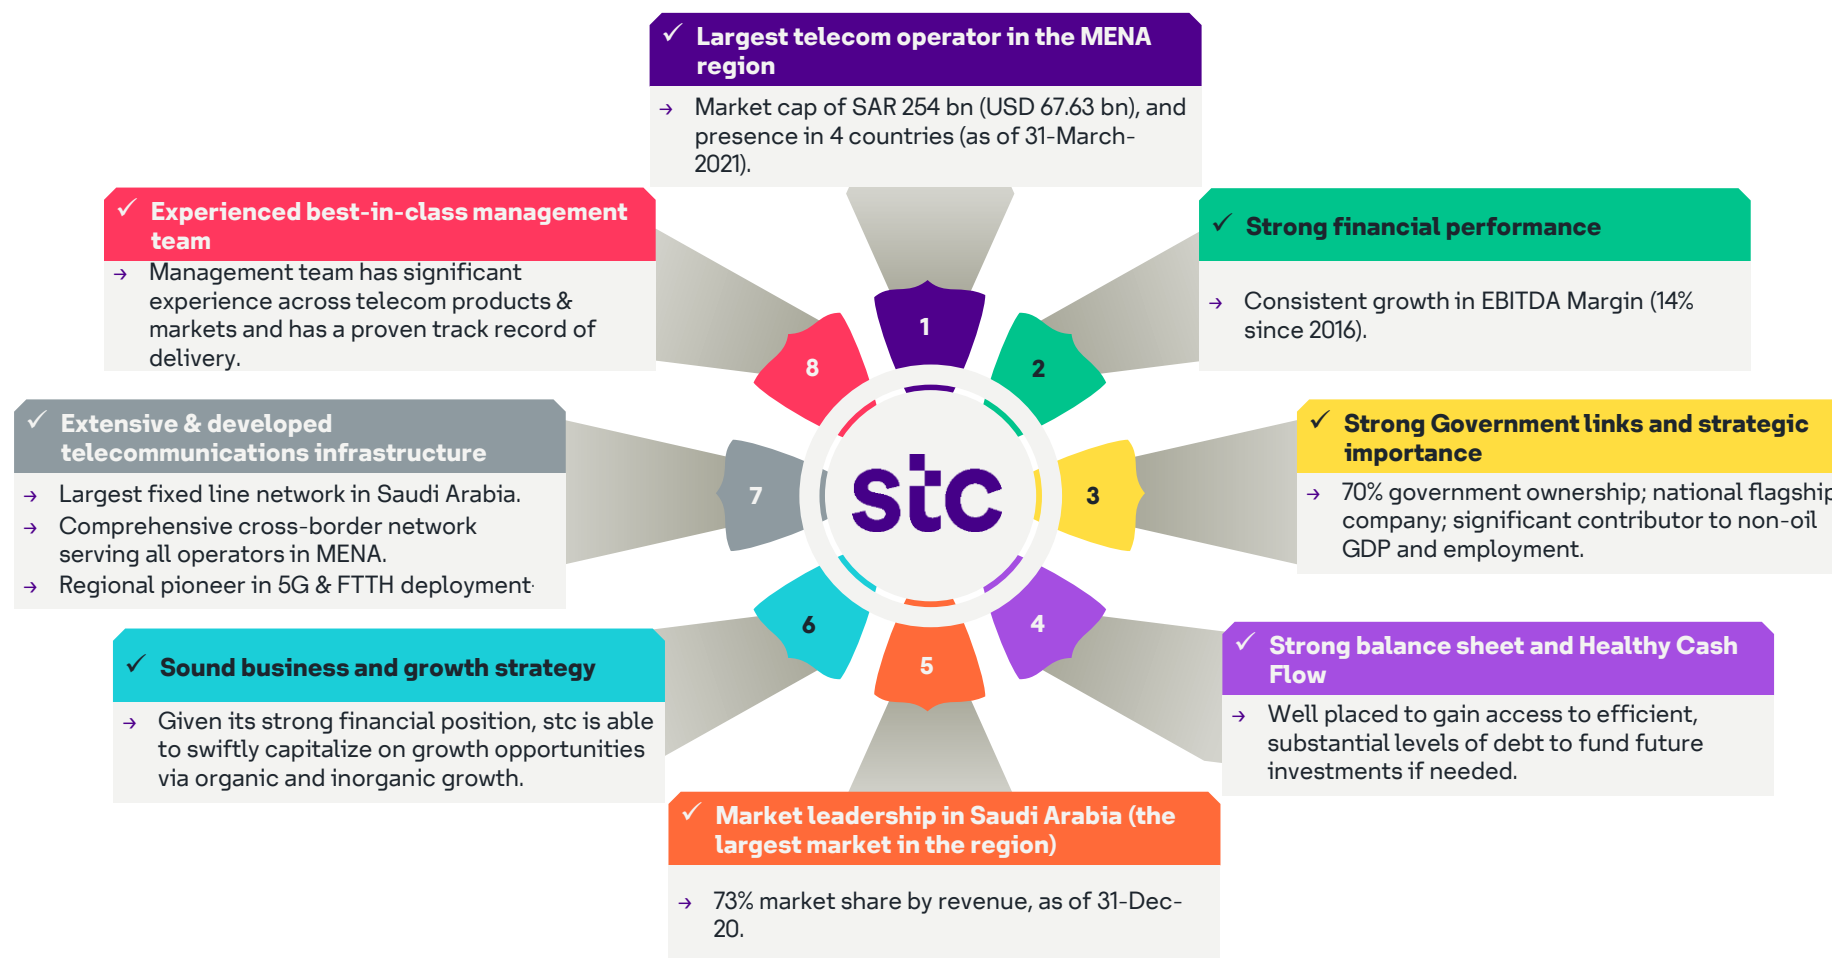 ✓ Largest telecom operator in the MENA
region
→ Market cap of SAR 254 bn (USD 67.63 bn), and
presence in 4 countries (as of 31-March-
2021).
✓ Strong financial performance
→ Consistent growth in EBITDA Margin (14%
since 2016).
✓ Strong Government links and strategic
importance
→ 70% government ownership; national flagship
company; significant contributor to non-oil
GDP and employment.
✓ Strong balance sheet and Healthy Cash
Flow
→ Well placed to gain access to efficient,
substantial levels of debt to fund future
investments if needed.
✓ Market leadership in Saudi Arabia (the
largest market in the region)
→ 73% market share by revenue, as of 31-Dec-
20.
✓ Sound business and growth strategy
→ Given its strong financial position, stc is able
to swiftly capitalize on growth opportunities
via organic and inorganic growth.
✓ Extensive & developed
telecommunications infrastructure
→ Largest fixed line network in Saudi Arabia.
→ Comprehensive cross-border network
serving all operators in MENA.
→ Regional pioneer in 5G & FTTH deployment.
✓ Experienced best-in-class management
team
→ Management team has significant
experience across telecom products &
markets and has a proven track record of
delivery.
1
2
3
4
5
6
7
8
stc